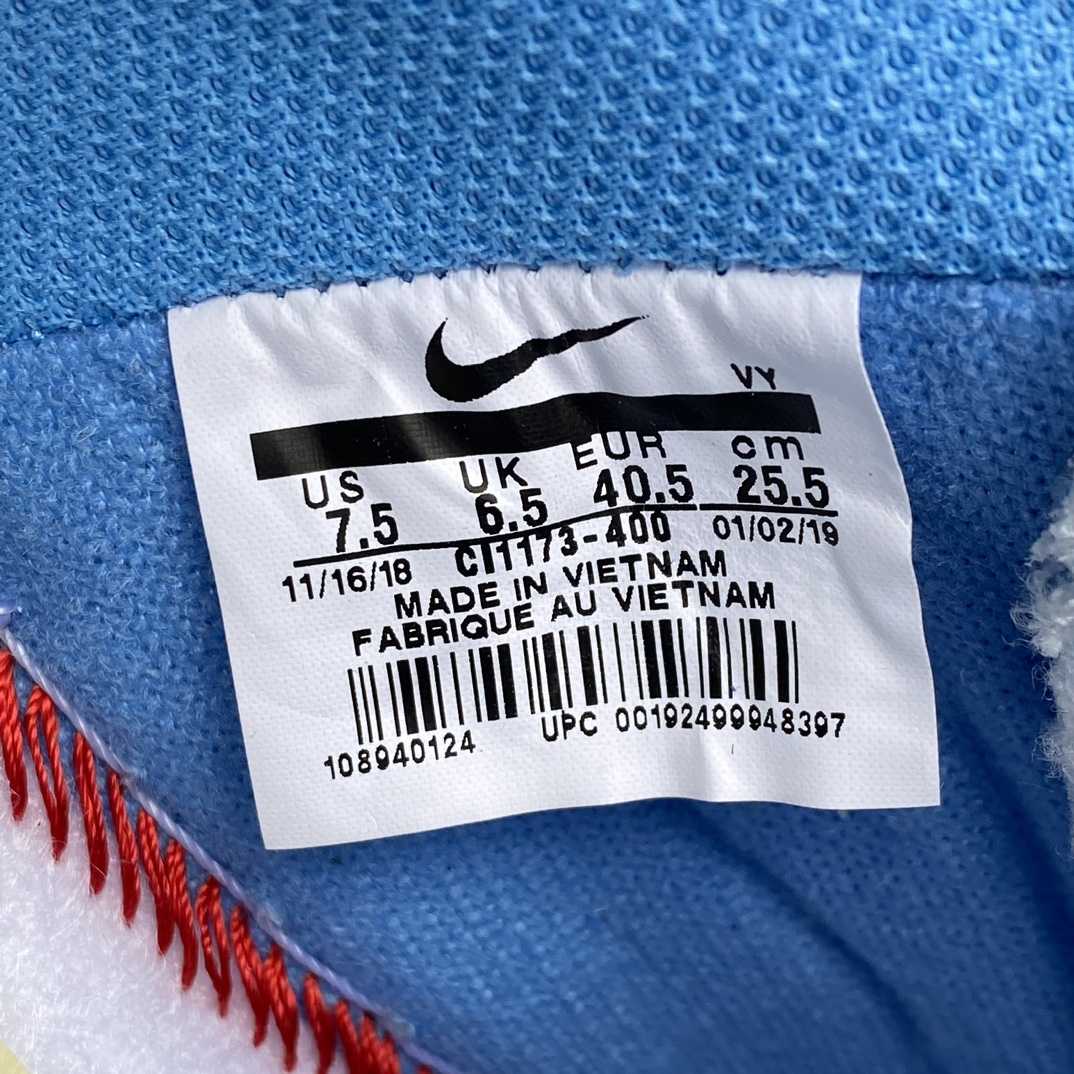 VY
US UK EUR cm
7.5 6.5 40.5 25.5
11/16/18 CI1173-400 01/02/19
MADE IN VIETNAM
FABRIQUE AU VIETNAM
108940124 UPC 00192499948397